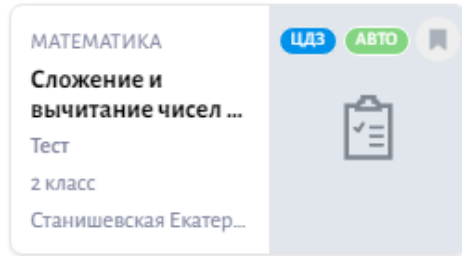 МАТЕМАТИКА
ЦДЗ
АВТО
Сложение и
вычитание чисел ...
Тест
2 класс
Станишевская Екатер...